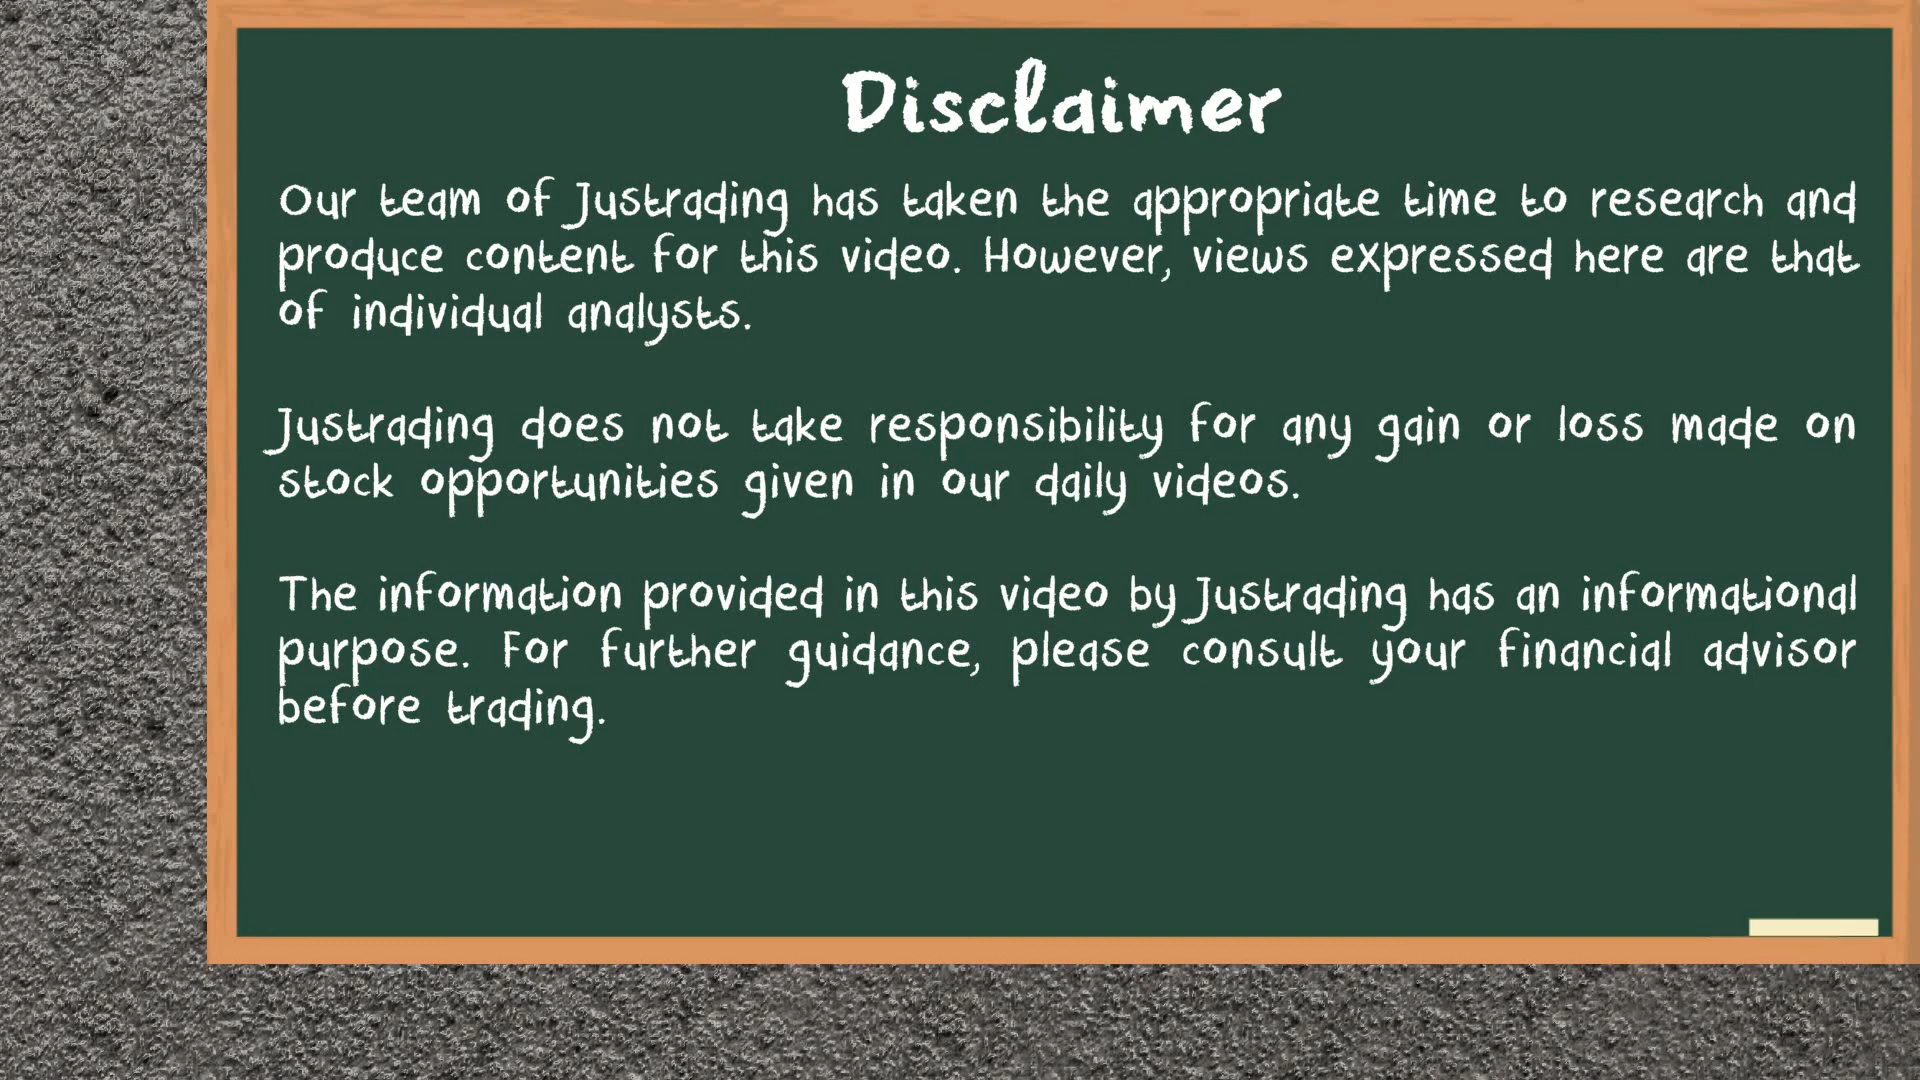 Disclaimer
Our team of Justrading has taken the appropriate time to research and
produce content for this video. However, views expressed here are that
of individual analysts.
Justrading does not take responsibility for any gain or loss made on
stock opportunities given in our daily videos.
The information provided in this video by Justrading has an informational
purpose. For further guidance, please consult your financial advisor
before trading.